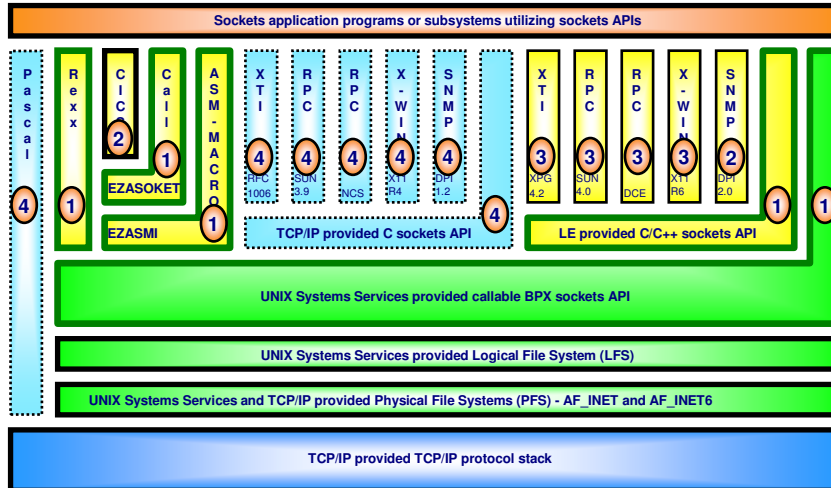 Sockets application programs or subsystems utilizing sockets APIs
Pascal
4
Rexx
1
CICS
2
Call
1
EZASOKET
ASM-MACRO
1
EZASMI
XTI
4
RFC
1006
RPC
4
SUN
3.9
RPC
4
NCS
X-WIN
4
X11
R4
SNMP
4
DPI
1.2
4
TCP/IP provided C sockets API
XTI
3
XPG
4.2
RPC
3
SUN
4.0
RPC
3
DCE
X-WIN
3
X11
R6
SNMP
2
DPI
2.0
1
LE provided C/C++ sockets API
1
UNIX Systems Services provided callable BPX sockets API
UNIX Systems Services provided Logical File System (LFS)
UNIX Systems Services and TCP/IP provided Physical File Systems (PFS) - AF_INET and AF_INET6
TCP/IP provided TCP/IP protocol stack